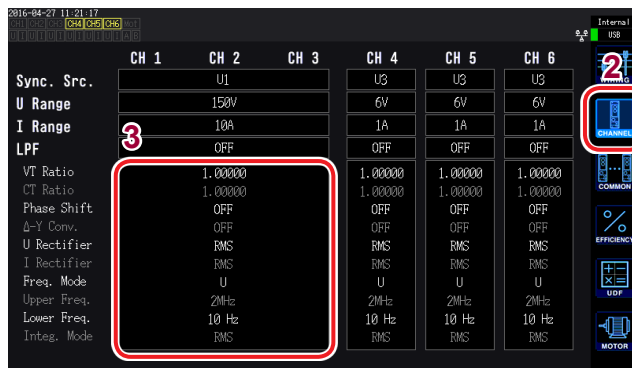 2016-04-27 11:21:17
CH1 CH2 CH3 CH4 CH5 CH6 Mot
U I U I U I U I U I U I A B
Internal
USB
CH 1 CH 2 CH 3 CH 4 CH 5 CH 6
2
WIRING
Sync. Src. U1 U3 U3 U3
U Range 150V 6V 6V 6V
I Range 10A 1A 1A 1A
CHANNEL
3
LPF OFF OFF OFF OFF
VT Ratio 1.00000 1.00000 1.00000 1.00000
CT Ratio 1.00000 1.00000 1.00000 1.00000
COMMON
Phase Shift OFF OFF OFF OFF
Δ-Y Conv. OFF OFF OFF OFF
EFFICIENCY
U Rectifier RMS RMS RMS RMS
I Rectifier RMS RMS RMS RMS
Freq. Mode U U U U
UDF
Upper Freq. 2MHz 2MHz 2MHz 2MHz
Lower Freq. 10 Hz 10 Hz 10 Hz 10 Hz
Integ. Mode RMS RMS RMS RMS
MOTOR